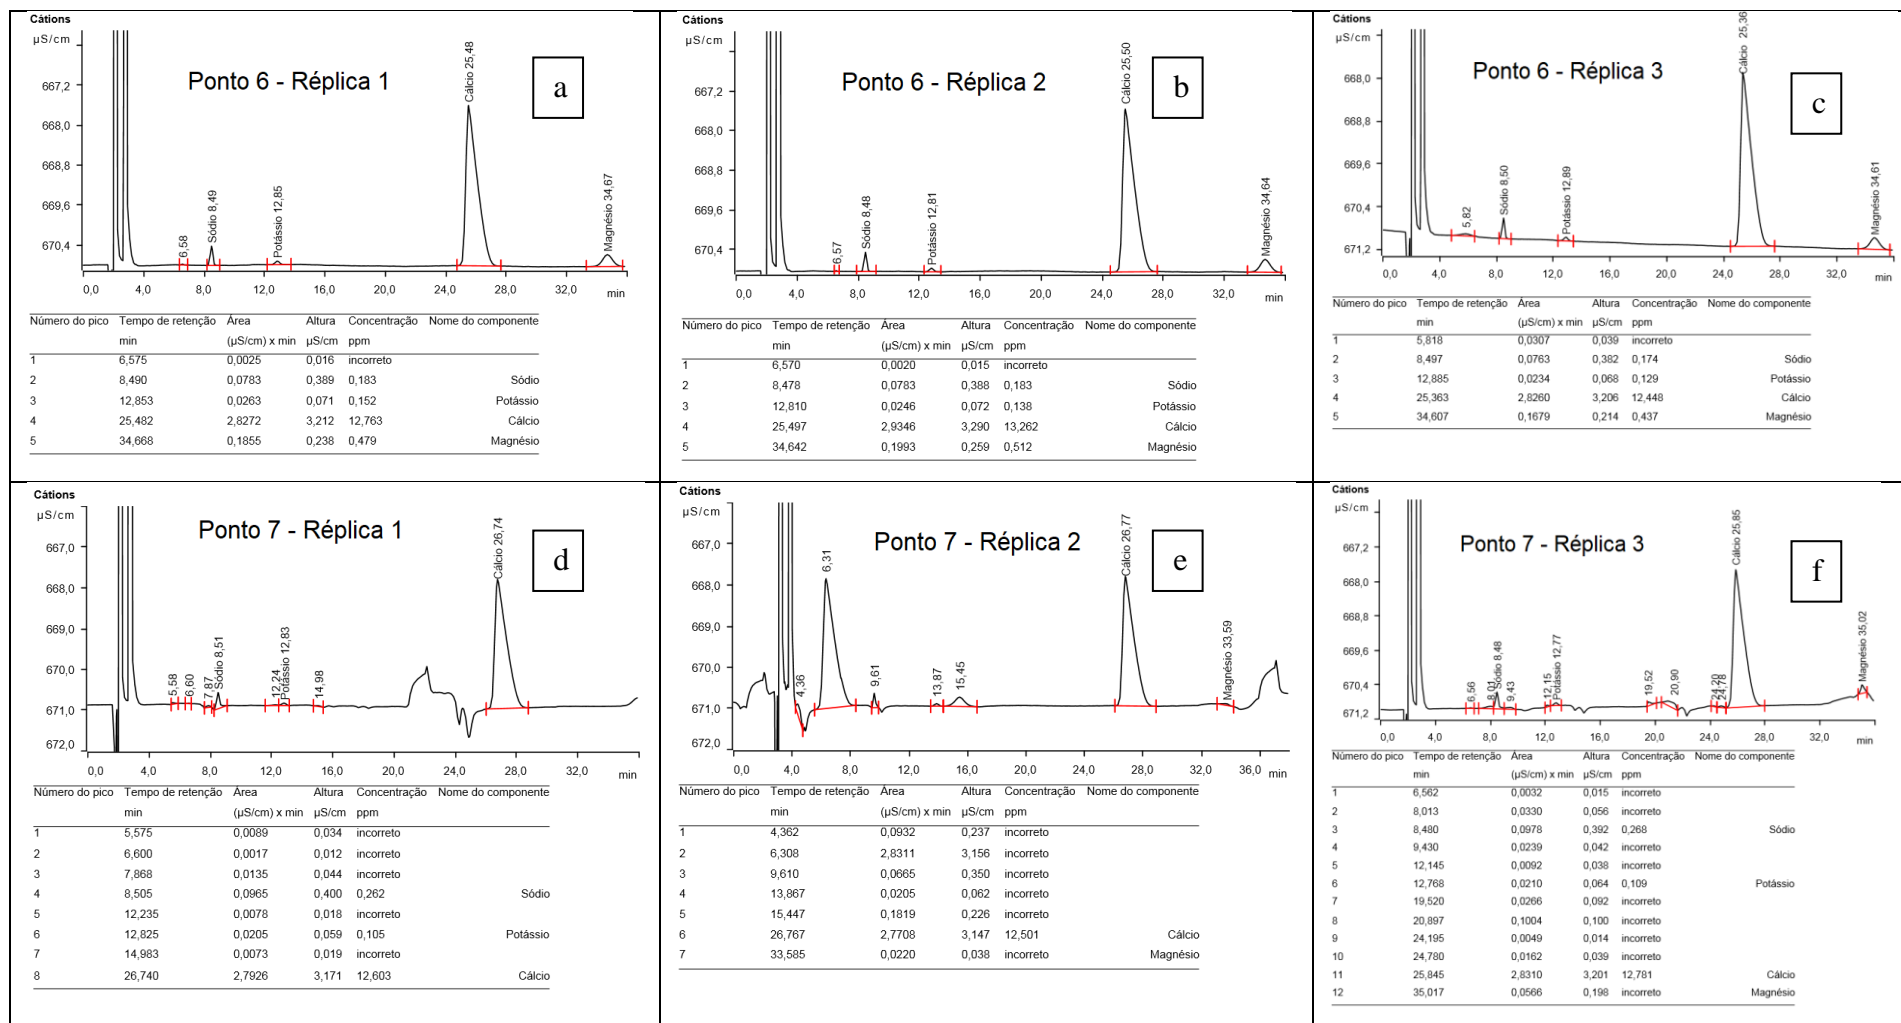 Cátions
µS/cm
Ponto 6 - Réplica 1
a
667,2
668,0
668,8
669,6
670,4
6,58
Sódio 8,49
Potássio 12,85
Cálcio 25,48
Magnésio 34,67
0,0 4,0 8,0 12,0 16,0 20,0 24,0 28,0 32,0 min
Número do pico Tempo de retenção Área Altura Concentração Nome do componente
min (µS/cm) x min µS/cm ppm
1 6,575 0,0025 0,016 incorreto
2 8,490 0,0783 0,389 0,183 Sódio
3 12,853 0,0263 0,071 0,152 Potássio
4 25,482 2,8272 3,212 12,763 Cálcio
5 34,668 0,1855 0,238 0,479 Magnésio
Cátions
µS/cm
Ponto 6 - Réplica 2
b
667,2
668,0
668,8
669,6
670,4
6,57
Sódio 8,48
Potássio 12,81
Cálcio 25,50
Magnésio 34,64
0,0 4,0 8,0 12,0 16,0 20,0 24,0 28,0 32,0 min
Número do pico Tempo de retenção Área Altura Concentração Nome do componente
min (µS/cm) x min µS/cm ppm
1 6,570 0,0020 0,015 incorreto
2 8,478 0,0783 0,388 0,183 Sódio
3 12,810 0,0246 0,072 0,138 Potássio
4 25,497 2,9346 3,290 13,262 Cálcio
5 34,642 0,1993 0,259 0,512 Magnésio
Cátions
µS/cm
Ponto 6 - Réplica 3
c
668,0
668,8
669,6
670,4
671,2
5,82
Sódio 8,50
Potássio 12,89
Cálcio 25,36
Magnésio 34,61
0,0 4,0 8,0 12,0 16,0 20,0 24,0 28,0 32,0 min
Número do pico Tempo de retenção Área Altura Concentração Nome do componente
min (µS/cm) x min µS/cm ppm
1 5,818 0,0307 0,039 incorreto
2 8,497 0,0763 0,382 0,174 Sódio
3 12,885 0,0234 0,068 0,129 Potássio
4 25,363 2,8260 3,206 12,448 Cálcio
5 34,607 0,1679 0,214 0,437 Magnésio
Cátions
µS/cm
Ponto 7 - Réplica 1
d
667,0
668,0
669,0
670,0
671,0
672,0
5,58
6,60
7,87
Sódio 8,51
12,24
Potássio 12,83
14,98
Cálcio 26,74
0,0 4,0 8,0 12,0 16,0 20,0 24,0 28,0 32,0 min
Número do pico Tempo de retenção Área Altura Concentração Nome do componente
min (µS/cm) x min µS/cm ppm
1 5,575 0,0089 0,034 incorreto
2 6,600 0,0017 0,012 incorreto
3 7,868 0,0135 0,044 incorreto
4 8,505 0,0965 0,400 0,262 Sódio
5 12,235 0,0078 0,018 incorreto
6 12,825 0,0205 0,059 0,105 Potássio
7 14,983 0,0073 0,019 incorreto
8 26,740 2,7926 3,171 12,603 Cálcio
Cátions
µS/cm
Ponto 7 - Réplica 2
e
667,0
668,0
669,0
670,0
671,0
672,0
4,36
6,31
9,61
13,87
15,45
Cálcio 26,77
Magnésio 33,59
0,0 4,0 8,0 12,0 16,0 20,0 24,0 28,0 32,0 36,0 min
Número do pico Tempo de retenção Área Altura Concentração Nome do componente
min (µS/cm) x min µS/cm ppm
1 4,362 0,0932 0,237 incorreto
2 6,308 2,8311 3,156 incorreto
3 9,610 0,0665 0,350 incorreto
4 13,867 0,0205 0,062 incorreto
5 15,447 0,1819 0,226 incorreto
6 26,767 2,7708 3,147 12,501 Cálcio
7 33,585 0,0220 0,038 incorreto Magnésio
Cátions
µS/cm
Ponto 7 - Réplica 3
f
667,2
668,0
668,8
669,6
670,4
671,2
6,56
8,01
Sódio 8,48
9,43
12,15
Potássio 12,77
19,52
20,90
24,20
24,78
Cálcio 25,85
Magnésio 35,02
0,0 4,0 8,0 12,0 16,0 20,0 24,0 28,0 32,0 min
Número do pico Tempo de retenção Área Altura Concentração Nome do componente
min (µS/cm) x min µS/cm ppm
1 6,562 0,0032 0,015 incorreto
2 8,013 0,0330 0,056 incorreto
3 8,480 0,0978 0,392 0,268 Sódio
4 9,430 0,0239 0,042 incorreto
5 12,145 0,0092 0,038 incorreto
6 12,768 0,0210 0,064 0,109 Potássio
7 19,520 0,0266 0,092 incorreto
8 20,897 0,1004 0,100 incorreto
9 24,195 0,0049 0,014 incorreto
10 24,780 0,0162 0,039 incorreto
11 25,845 2,8310 3,201 12,781 Cálcio
12 35,017 0,0566 0,198 incorreto Magnésio